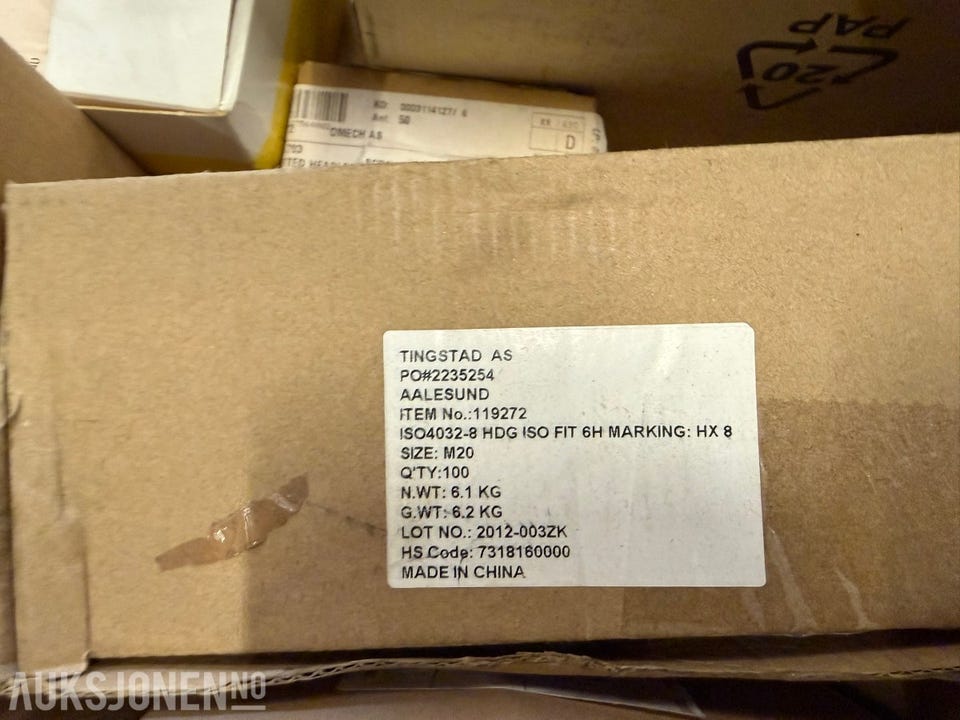 20
PAP
KO: 0003114127/ 6
Ant: 50
D
TINGSTAD AS
PO#2235254
AALESUND
ITEM No.:119272
ISO4032-8 HDG ISO FIT 6H MARKING: HX 8
SIZE: M20
Q'TY:100
N.WT: 6.1 KG
G.WT: 6.2 KG
LOT NO.: 2012-003ZK
HS Code: 7318160000
MADE IN CHINA
AUKSJONEN.NO